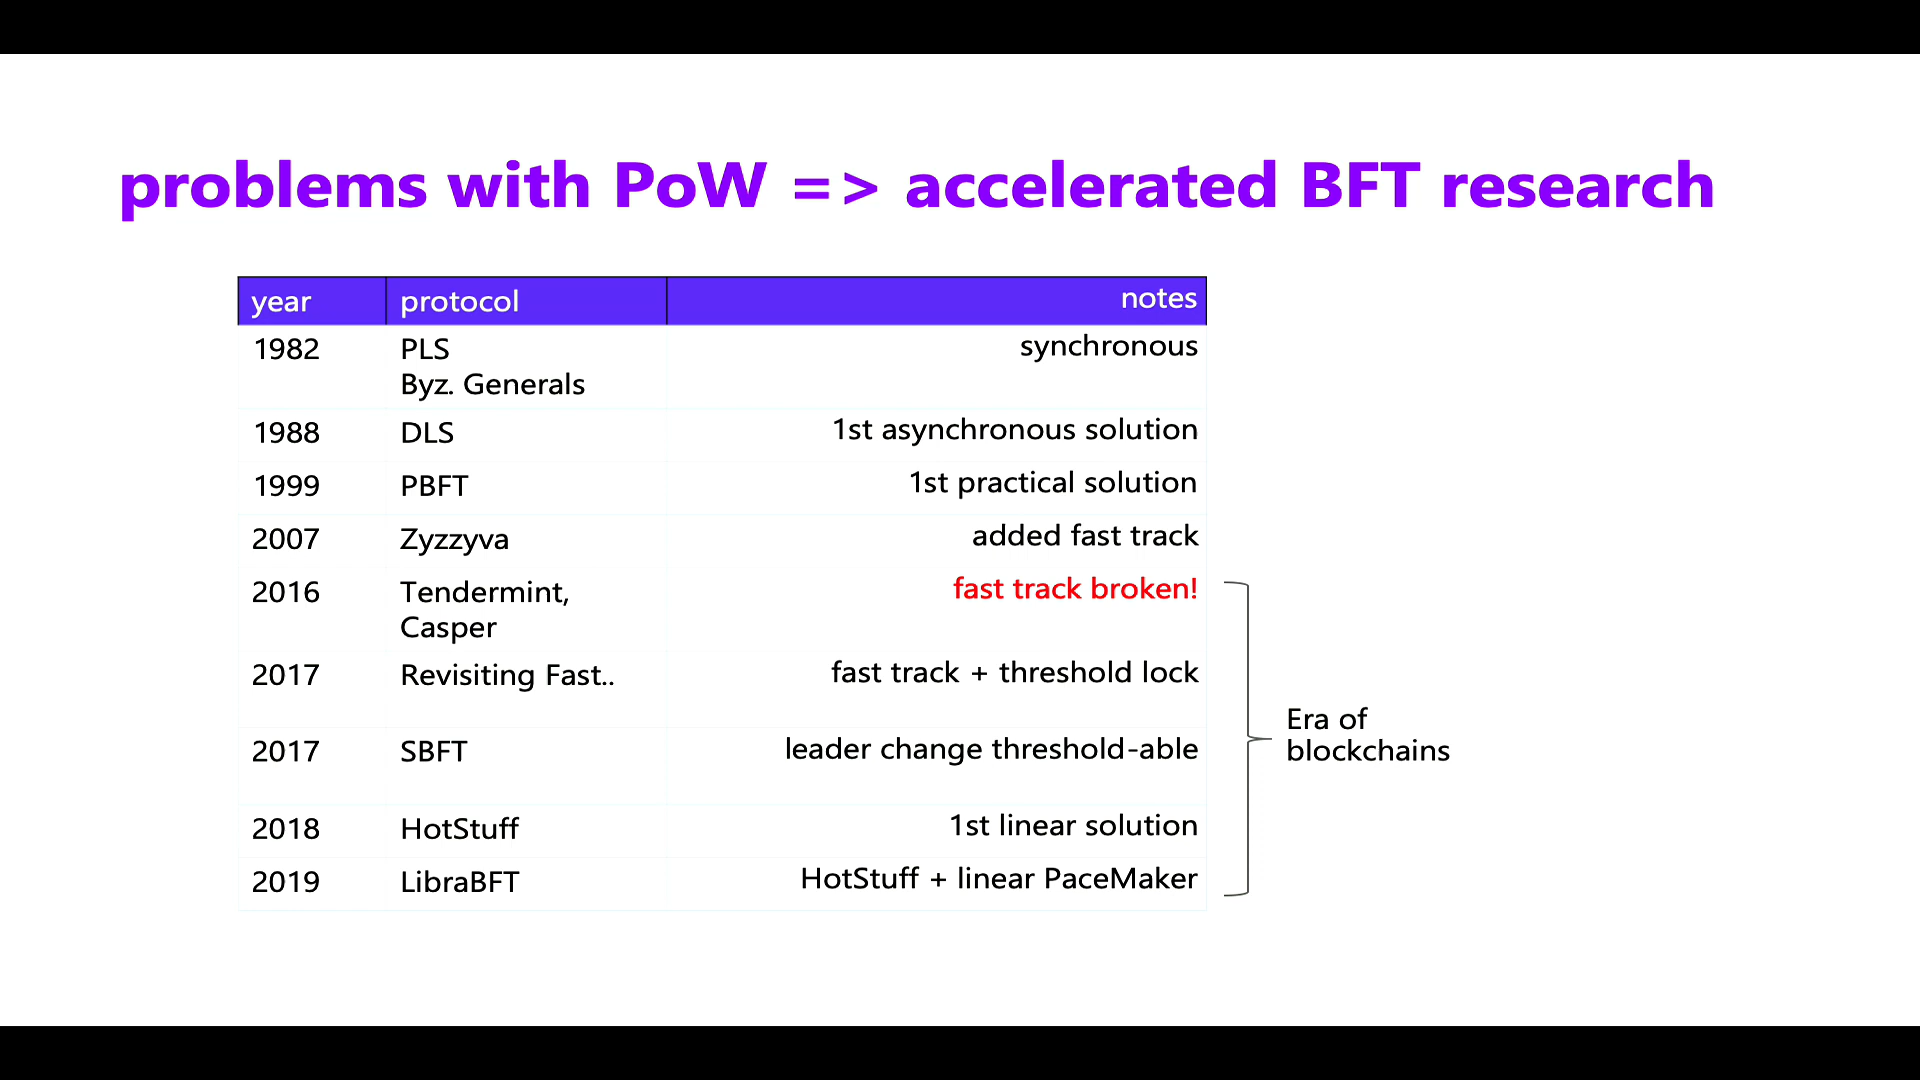 problems with PoW => accelerated BFT research
year protocol notes
1982 PLS synchronous
Byz. Generals
1988 DLS 1st asynchronous solution
1999 PBFT 1st practical solution
2007 Zyzzyva added fast track
2016 Tendermint, fast track broken!
Casper
2017 Revisiting Fast.. fast track + threshold lock
2017 SBFT leader change threshold-able
2018 HotStuff 1st linear solution
2019 LibraBFT HotStuff + linear PaceMaker
Era of
blockchains